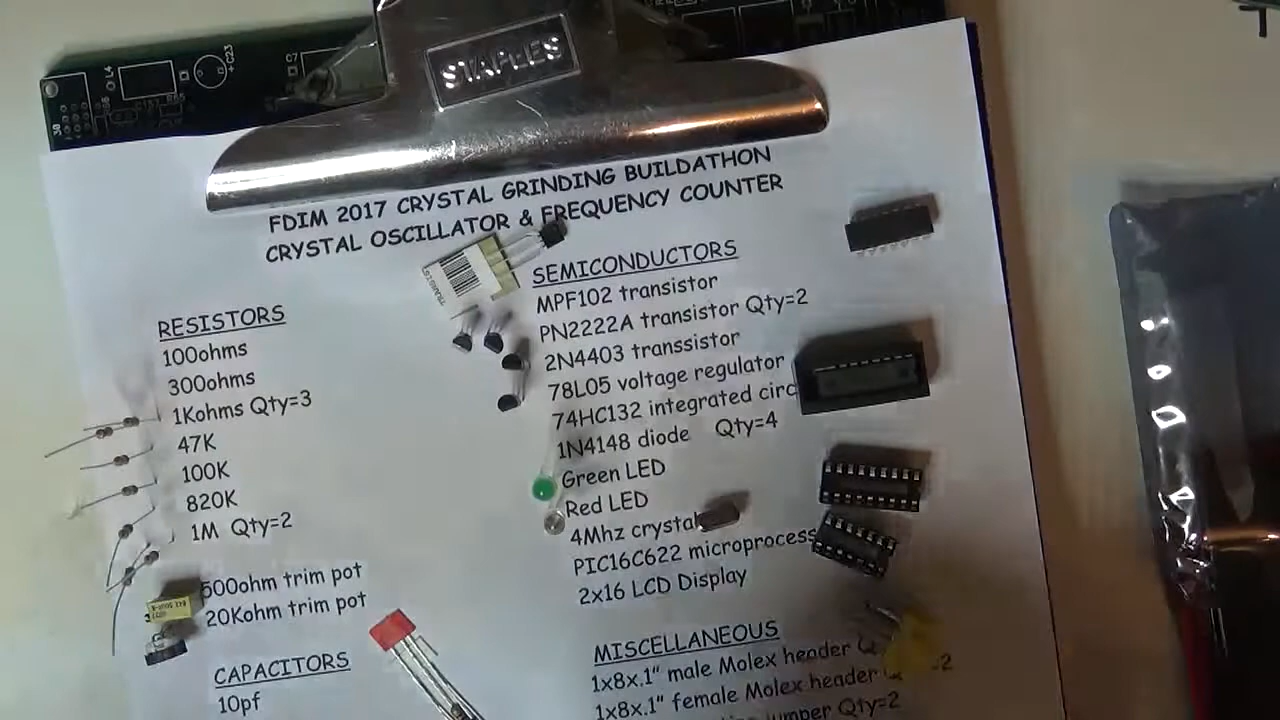 STAPLES
L4
C23
C7
FDIM 2017 CRYSTAL GRINDING BUILDATHON
CRYSTAL OSCILLATOR & FREQUENCY COUNTER
RESISTORS
100ohms
300ohms
1Kohms Qty=3
47K
100K
820K
1M Qty=2
500ohm trim pot
20Kohm trim pot
CAPACITORS
10pf
SEMICONDUCTORS
MPF102 transistor
PN2222A transistor Qty=2
2N4403 transsistor
78L05 voltage regulator
74HC132 integrated circ
1N4148 diode Qty=4
Green LED
Red LED
4Mhz crystal
PIC16C622 microprocess
2x16 LCD Display
MISCELLANEOUS
1x8x.1" male Molex header
1x8x.1" female Molex header
Qty=2